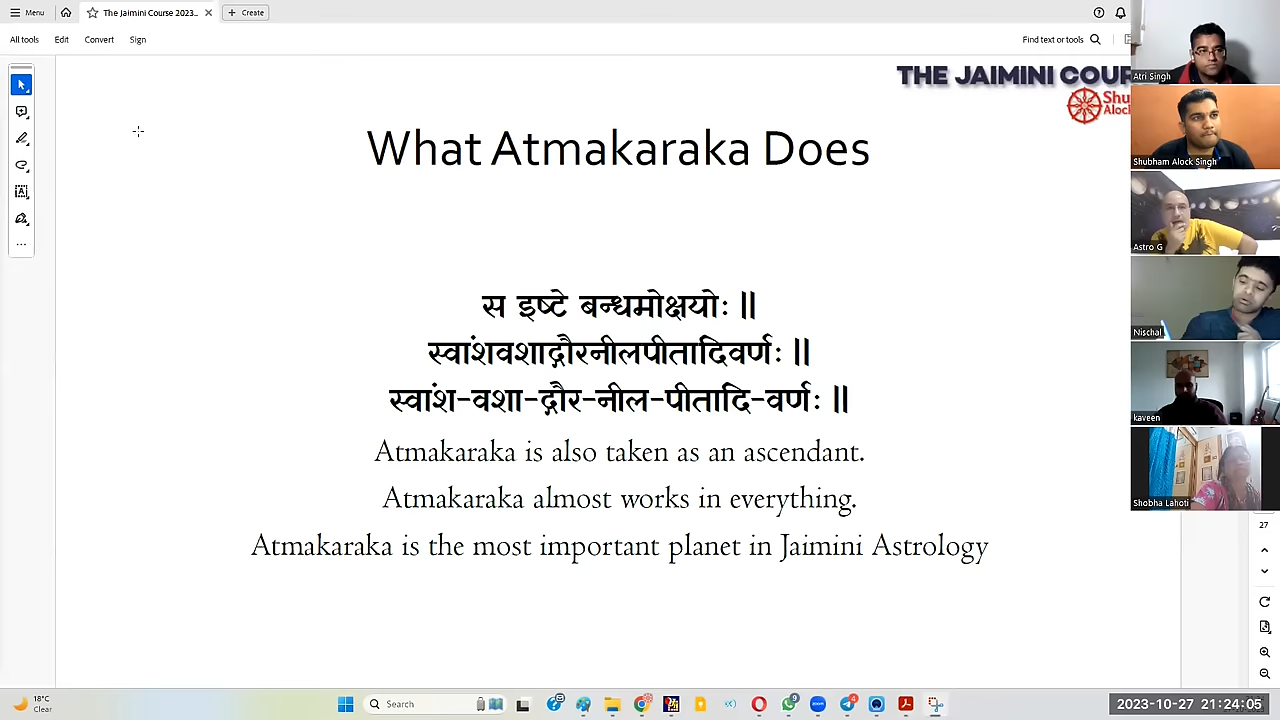 Menu
The Jaimini Course 2023...
Create
All tools
Edit
Convert
Sign
Find text or tools
THE JAIMINI COUR
Shu
Alock
What Atmakaraka Does
स इष्टे बन्धमोक्षयोः ||
स्वांशवशाद्गौरनीलपीतादिवर्णः ||
स्वांश-वशा-द्गौर-नील-पीतादि-वर्णः ||
Atmakaraka is also taken as an ascendant.
Atmakaraka almost works in everything.
Atmakaraka is the most important planet in Jaimini Astrology
Atri Singh
Shubham Alock Singh
Astro G
Nischal
kaveen
Shobha Lahoti
27
18°C
Clear
Search
zoom
2023-10-27 21:24:05